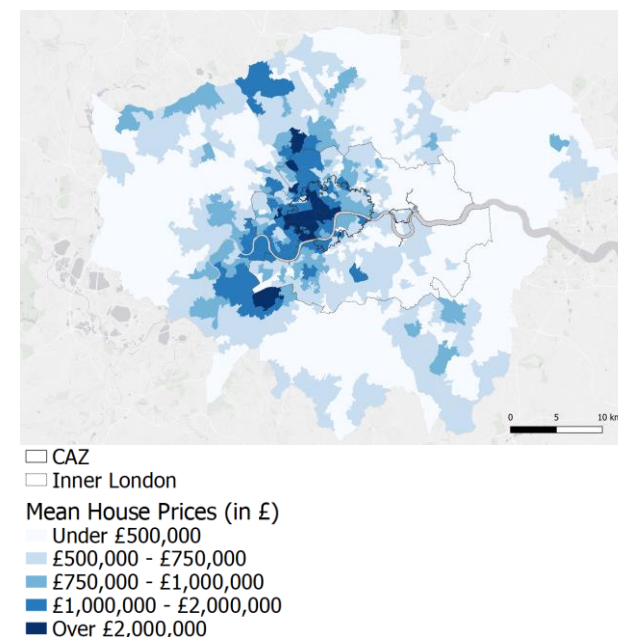 0 5 10 km
CAZ
Inner London
Mean House Prices (in £)
Under £500,000
£500,000 - £750,000
£750,000 - £1,000,000
£1,000,000 - £2,000,000
Over £2,000,000